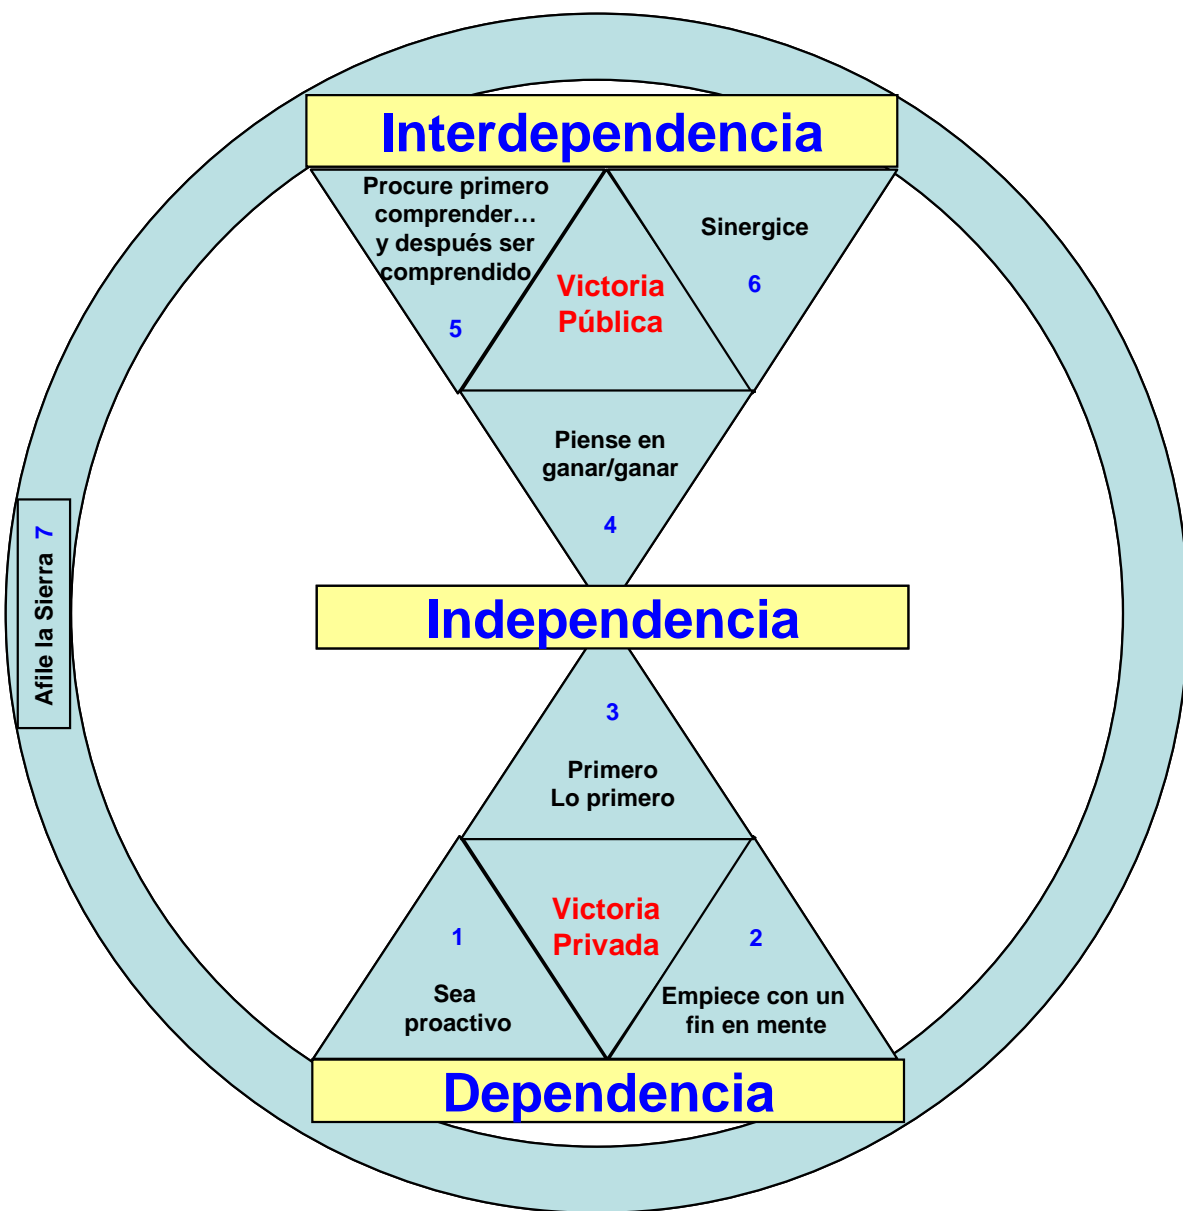 Interdependencia
Procure primero
comprender…
y después ser
comprendido
5
Victoria
Pública
Sinergice
6
Piense en
ganar/ganar
4
Afile la Sierra 7
Independencia
3
Primero
Lo primero
Victoria
Privada
1
Sea
proactivo
2
Empiece con un
fin en mente
Dependencia